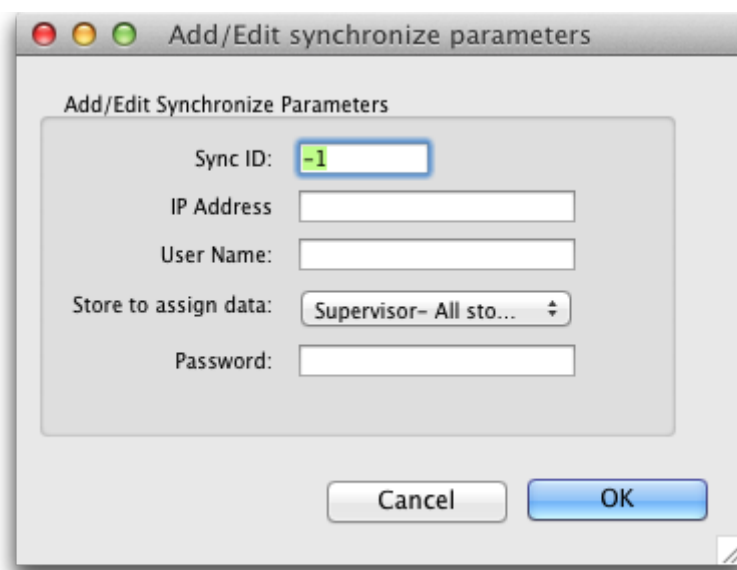 Add/Edit synchronize parameters
Add/Edit Synchronize Parameters
Sync ID: -1
IP Address
User Name:
Store to assign data: Supervisor- All sto...
Password:
Cancel OK